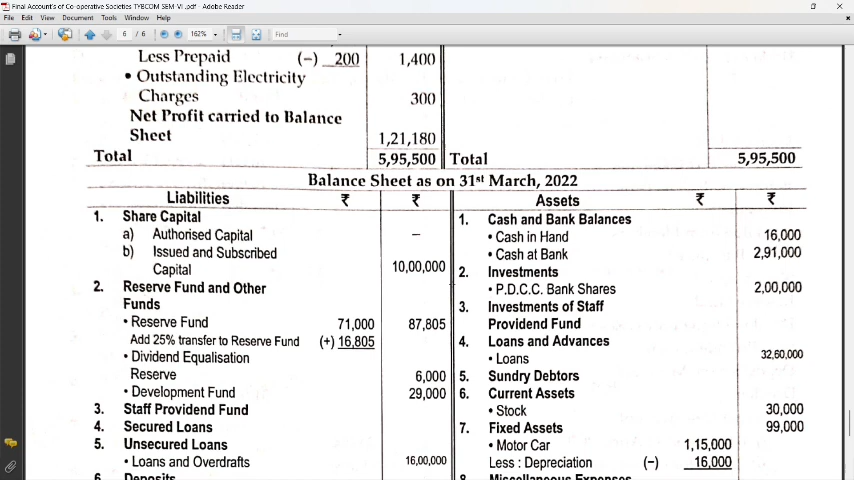 Final Account's of Co-operative Societies TYBCOM SEM-VI .pdf - Adobe Reader
File Edit View Document Tools Window Help
6 / 6 162% Find
Less Prepaid (−) 200 1,400
• Outstanding Electricity
Charges 300
Net Profit carried to Balance
Sheet 1,21,180
Total 5,95,500 Total 5,95,500
Balance Sheet as on 31st March, 2022
Liabilities ₹ ₹ Assets ₹ ₹
1. Share Capital
a) Authorised Capital –
b) Issued and Subscribed
Capital 10,00,000
2. Reserve Fund and Other
Funds
• Reserve Fund 71,000 87,805
Add 25% transfer to Reserve Fund (+) 16,805
• Dividend Equalisation
Reserve 6,000
• Development Fund 29,000
3. Staff Provident Fund
4. Secured Loans
5. Unsecured Loans
• Loans and Overdrafts 16,00,000
6. Deposits
1. Cash and Bank Balances
• Cash in Hand 16,000
• Cash at Bank 2,91,000
2. Investments
• P.D.C.C. Bank Shares 2,00,000
3. Investments of Staff
Providend Fund
4. Loans and Advances
• Loans 32,60,000
5. Sundry Debtors
6. Current Assets
• Stock 30,000
7. Fixed Assets 99,000
• Motor Car 1,15,000
Less : Depreciation (−) 16,000
8. Miscellaneous Expenses